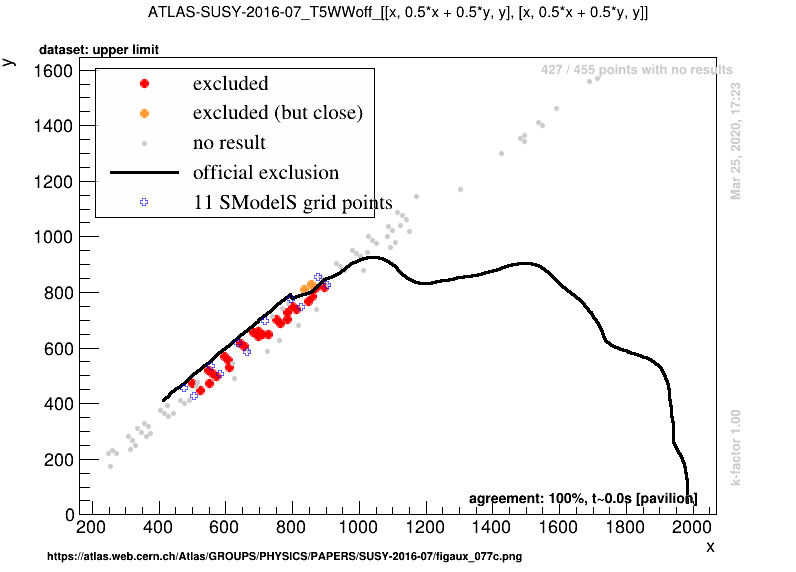 ATLAS-SUSY-2016-07_T5WWoff_[[x, 0.5*x + 0.5*y, y], [x, 0.5*x + 0.5*y, y]]
dataset: upper limit
y
427 / 455 points with no results
excluded
excluded (but close)
no result
official exclusion
11 SModelS grid points
Mar 25, 2020, 17:23
k-factor 1.00
1600
1400
1200
1000
800
600
400
200
0
agreement: 100%, t~0.0s [pavilion]
200 400 600 800 1000 1200 1400 1600 1800 2000
x
https://atlas.web.cern.ch/Atlas/GROUPS/PHYSICS/PAPERS/SUSY-2016-07/figaux_077c.png